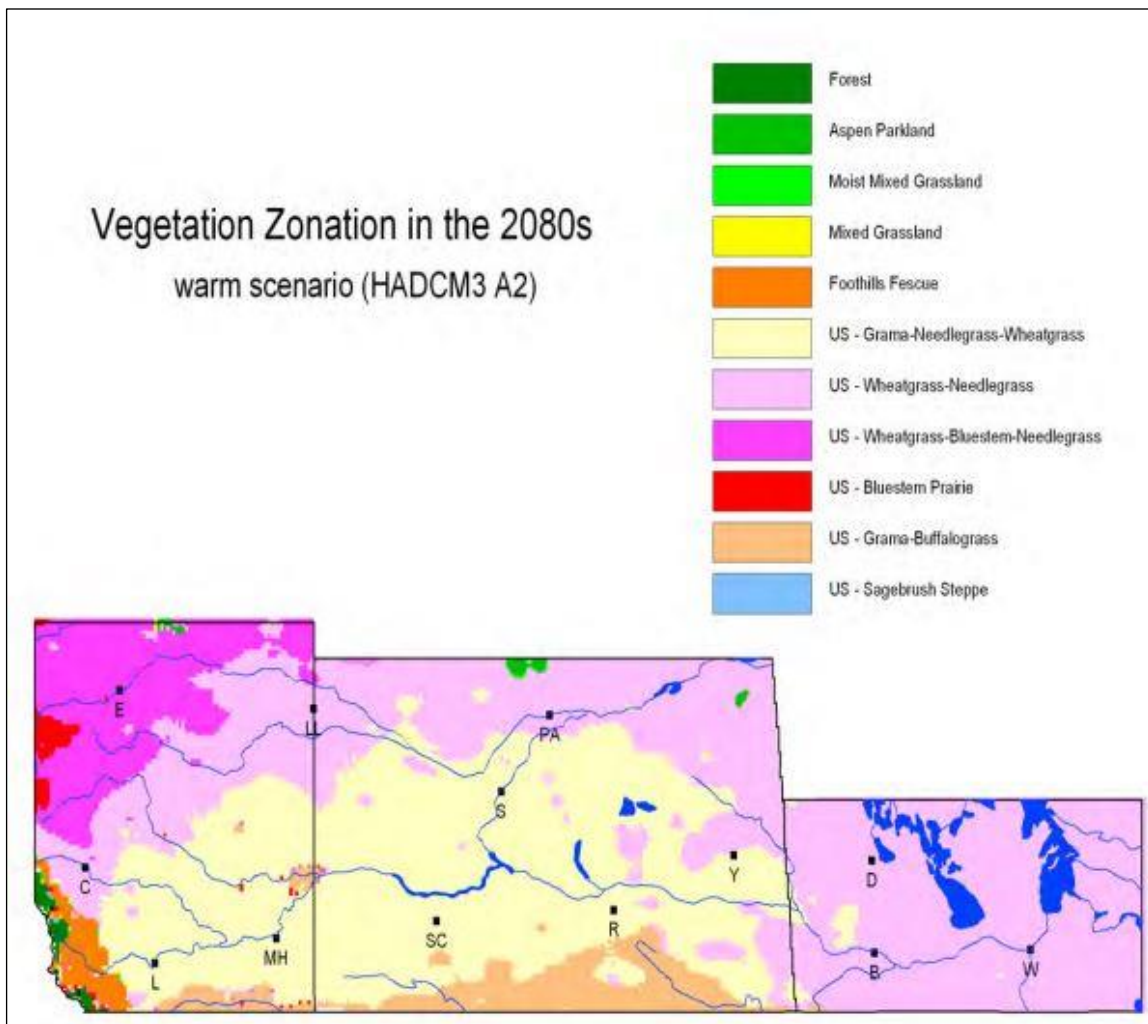 Forest
Aspen Parkland
Moist Mixed Grassland
Vegetation Zonation in the 2080s
Mixed Grassland
warm scenario (HADCM3 A2)
Foothills Fescue
US - Grama-Needlegrass-Wheatgrass
US - Wheatgrass-Needlegrass
US - Wheatgrass-Bluestem-Needlegrass
US - Bluestem Prairie
US - Grama-Buffalograss
US - Sagebrush Steppe
E
LL
PA
S
C
Y
D
SC
R
MH
L
B
W